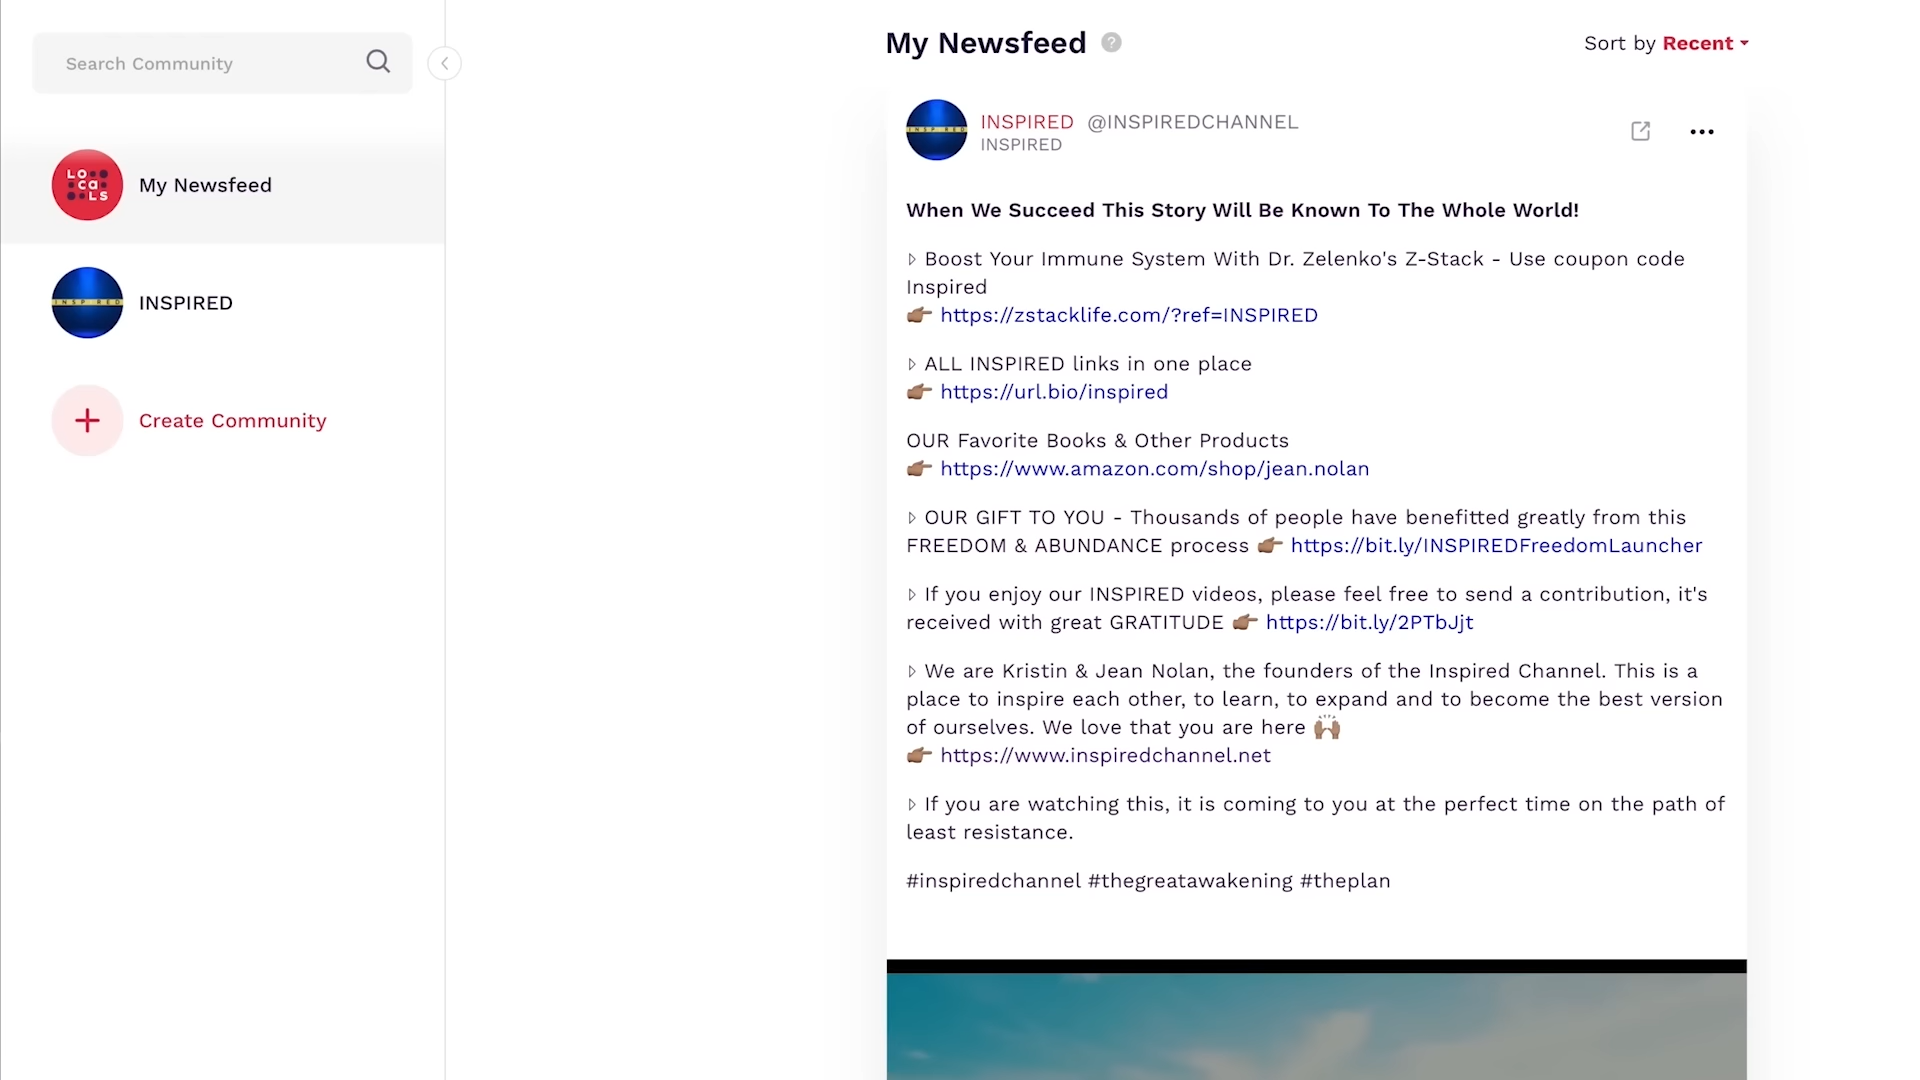 Search Community
My Newsfeed
INSPIRED
Create Community
My Newsfeed ?
Sort by Recent
INSPIRED @INSPIREDCHANNEL
INSPIRED
When We Succeed This Story Will Be Known To The Whole World!
▷ Boost Your Immune System With Dr. Zelenko's Z-Stack - Use coupon code
Inspired
👉🏾 https://zstacklife.com/?ref=INSPIRED
▷ ALL INSPIRED links in one place
👉🏾 https://url.bio/inspired
OUR Favorite Books & Other Products
👉🏾 https://www.amazon.com/shop/jean.nolan
▷ OUR GIFT TO YOU - Thousands of people have benefitted greatly from this
FREEDOM & ABUNDANCE process 👉🏾 https://bit.ly/INSPIREDFreedomLauncher
▷ If you enjoy our INSPIRED videos, please feel free to send a contribution, it's
received with great GRATITUDE 👉🏾 https://bit.ly/2PTbJjt
▷ We are Kristin & Jean Nolan, the founders of the Inspired Channel. This is a
place to inspire each other, to learn, to expand and to become the best version
of ourselves. We love that you are here 🙌🏾
👉🏾 https://www.inspiredchannel.net
▷ If you are watching this, it is coming to you at the perfect time on the path of
least resistance.
#inspiredchannel #thegreatawakening #theplan
LOcaLS
INSP RED
INSP RED